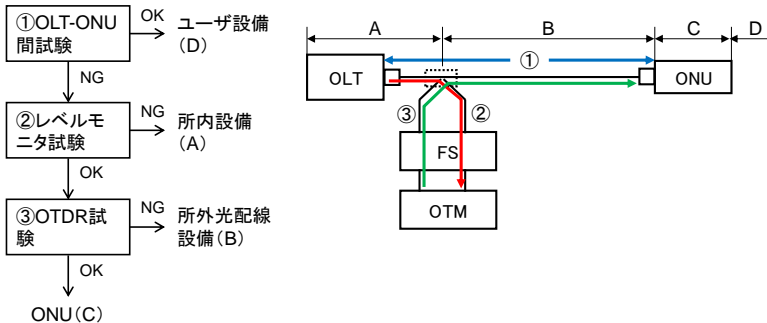 ①OLT-ONU
間試験
OK
ユーザ設備
(D)
NG
②レベルモ
ニタ試験
NG
所内設備
(A)
OK
③OTDR試
験
NG
所外光配線
設備(B)
OK
ONU(C)
A
B
C
D
①
OLT
ONU
③
②
FS
OTM